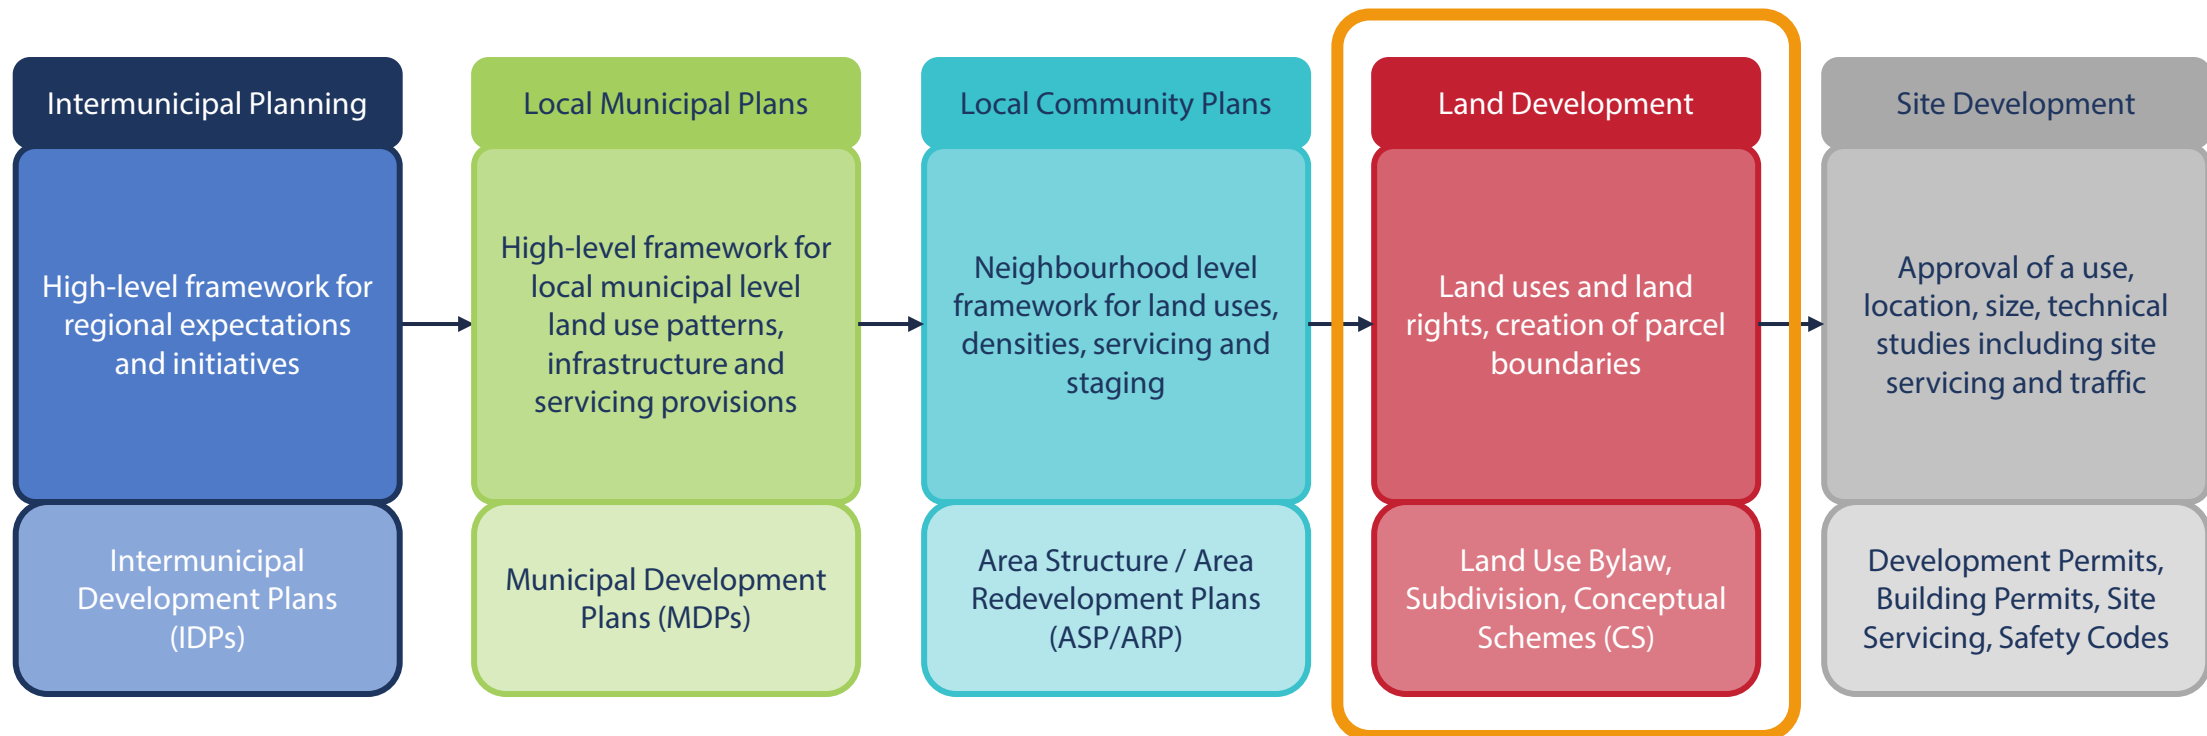 Intermunicipal Planning
High-level framework for
regional expectations
and initiatives
Intermunicipal
Development Plans
(IDPs)
Local Municipal Plans
High-level framework for
local municipal level
land use patterns,
infrastructure and
servicing provisions
Municipal Development
Plans (MDPs)
Local Community Plans
Neighbourhood level
framework for land uses,
densities, servicing and
staging
Area Structure / Area
Redevelopment Plans
(ASP/ARP)
Land Development
Land uses and land
rights, creation of parcel
boundaries
Land Use Bylaw,
Subdivision, Conceptual
Schemes (CS)
Site Development
Approval of a use,
location, size, technical
studies including site
servicing and traffic
Development Permits,
Building Permits, Site
Servicing, Safety Codes